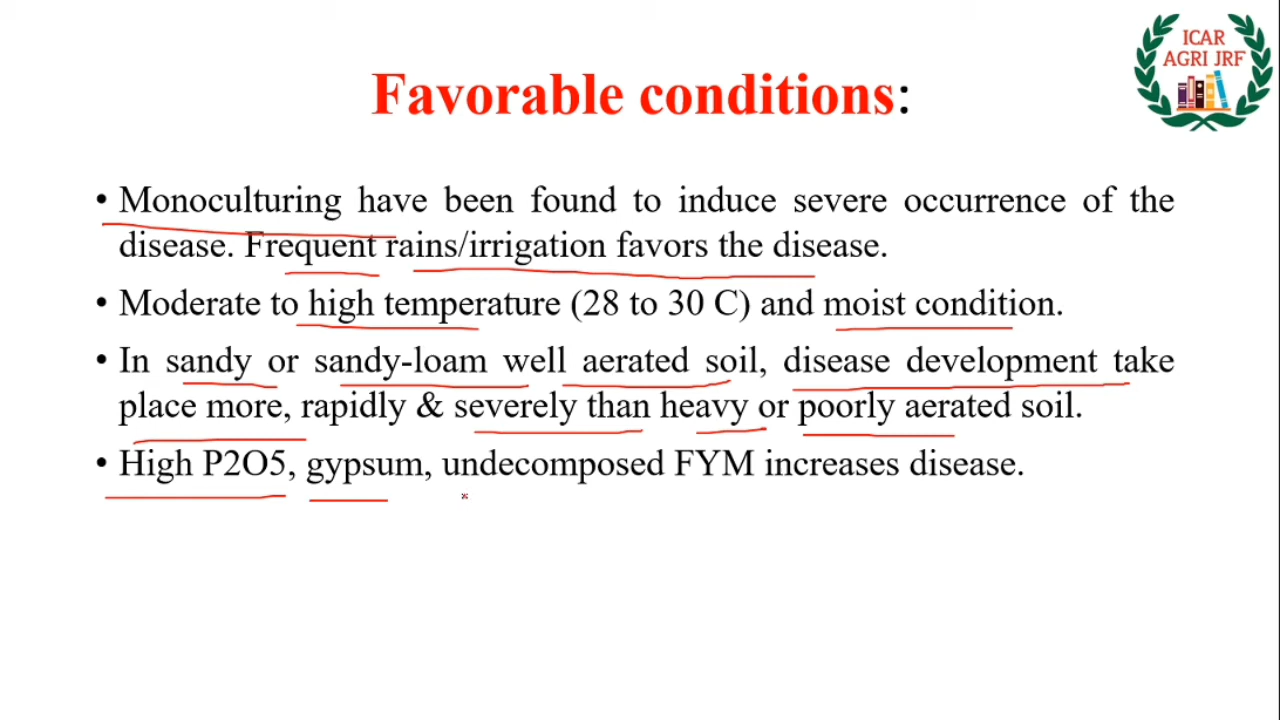 ICAR
AGRI JRF
Favorable conditions:
• Monoculturing have been found to induce severe occurrence of the
disease. Frequent rains/irrigation favors the disease.
• Moderate to high temperature (28 to 30 C) and moist condition.
• In sandy or sandy-loam well aerated soil, disease development take
place more, rapidly & severely than heavy or poorly aerated soil.
• High P2O5, gypsum, undecomposed FYM increases disease.